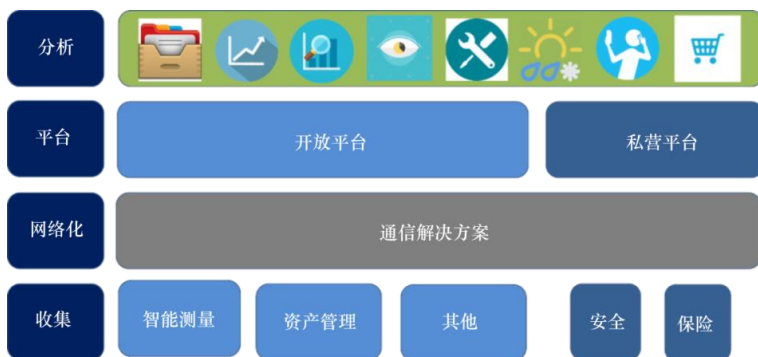 分析
平台
开放平台
私营平台
网络化
通信解决方案
收集
智能测量
资产管理
其他
安全
保险